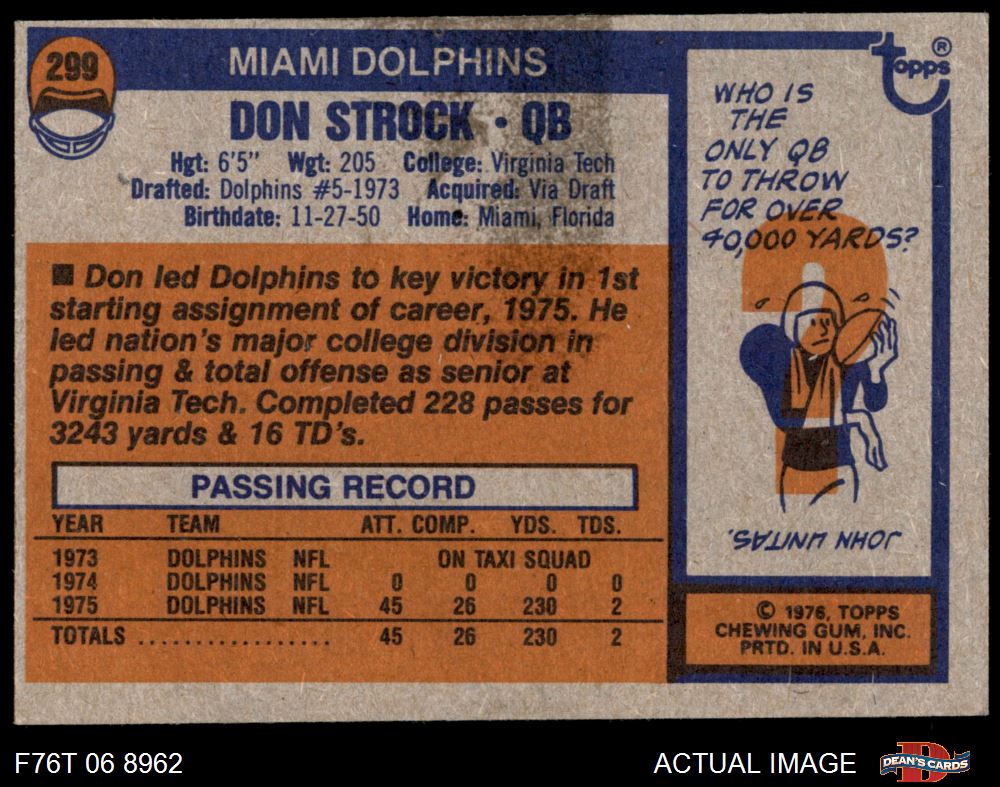 299
MIAMI DOLPHINS
DON STROCK • QB
Hgt: 6'5" Wgt: 205 College: Virginia Tech
Drafted: Dolphins #5-1973 Acquired: Via Draft
Birthdate: 11-27-50 Home: Miami, Florida
■ Don led Dolphins to key victory in 1st
starting assignment of career, 1975. He
led nation's major college division in
passing & total offense as senior at
Virginia Tech. Completed 228 passes for
3243 yards & 16 TD's.
PASSING RECORD
YEAR TEAM ATT. COMP. YDS. TDS.
1973 DOLPHINS NFL ON TAXI SQUAD
1974 DOLPHINS NFL 0 0 0 0
1975 DOLPHINS NFL 45 26 230 2
TOTALS .................. 45 26 230 2
topps®
WHO IS
THE
ONLY QB
TO THROW
FOR OVER
40,000 YARDS?
?
JOHN UNITAS.
© 1976, TOPPS
CHEWING GUM, INC.
PRTD. IN U.S.A.
F76T 06 8962
ACTUAL IMAGE
DEAN'S CARDS